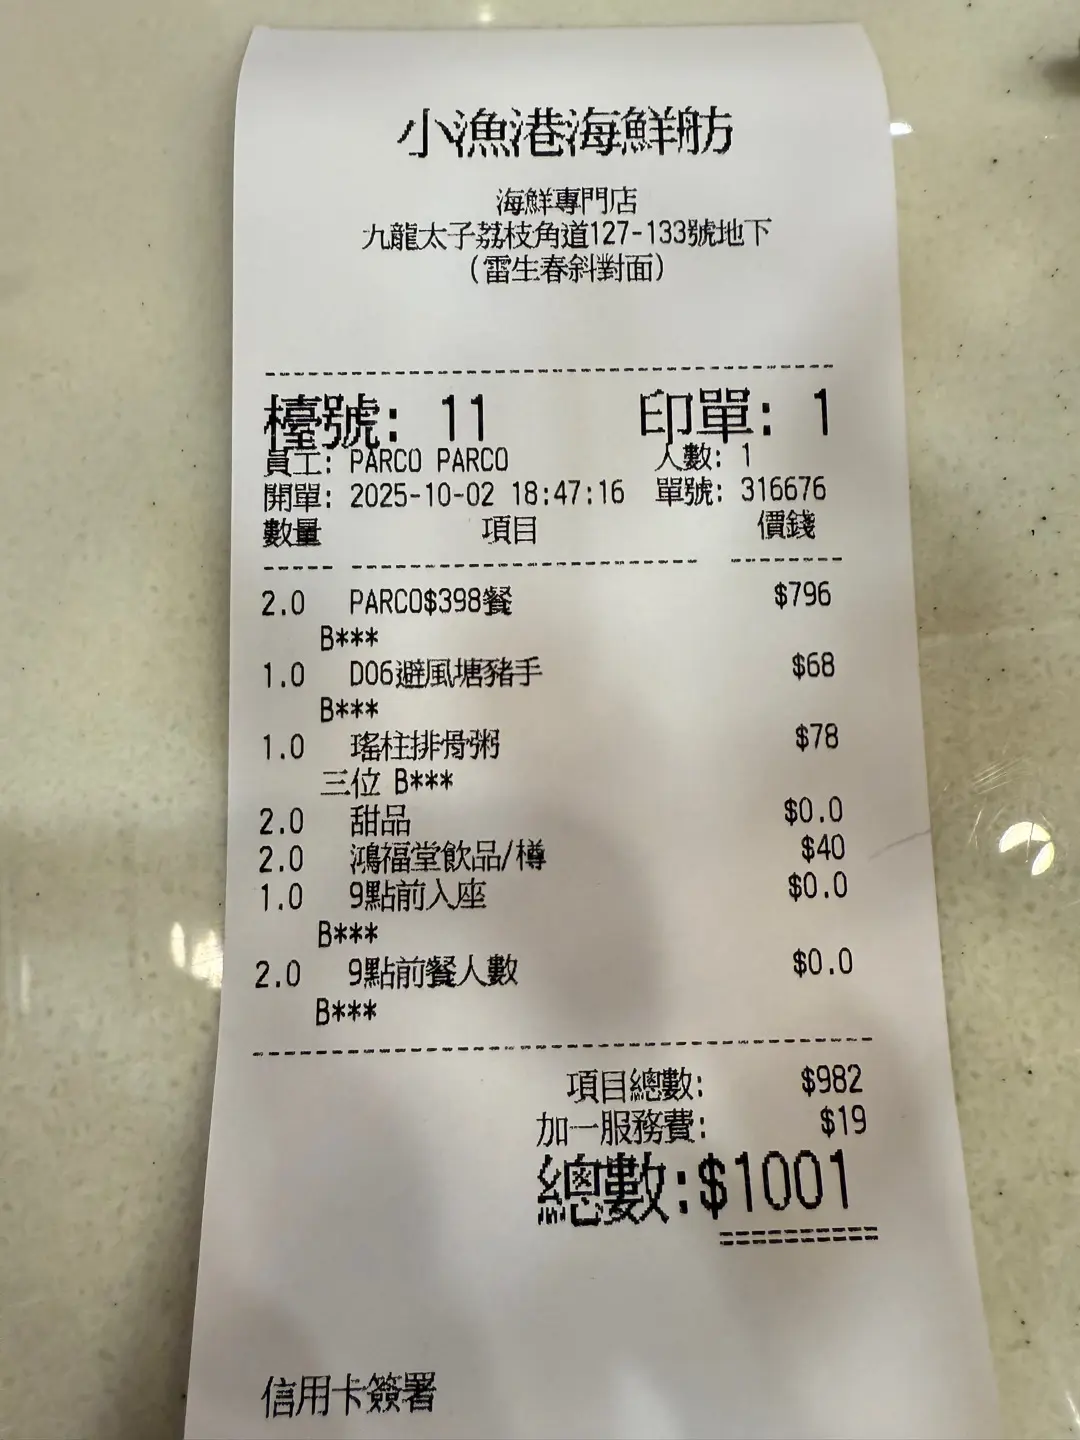 小漁港海鮮舫
海鮮專門店
九龍太子荔枝角道127-133號地下
(雷生春斜對面)
檯號: 11 印單: 1
員工: PARCO PARCO 人數: 1
開單: 2025-10-02 18:47:16 單號: 316676
數量 項目 價錢
2.0 PARCO$398餐 $796
B***
1.0 D06避風塘豬手 $68
B***
1.0 瑤柱排骨粥 $78
三位 B***
2.0 甜品 $0.0
2.0 鴻福堂飲品/樽 $40
1.0 9點前入座 $0.0
B***
2.0 9點前餐人數 $0.0
B***
項目總數: $982
加一服務費: $19
總數:$1001
信用卡簽署